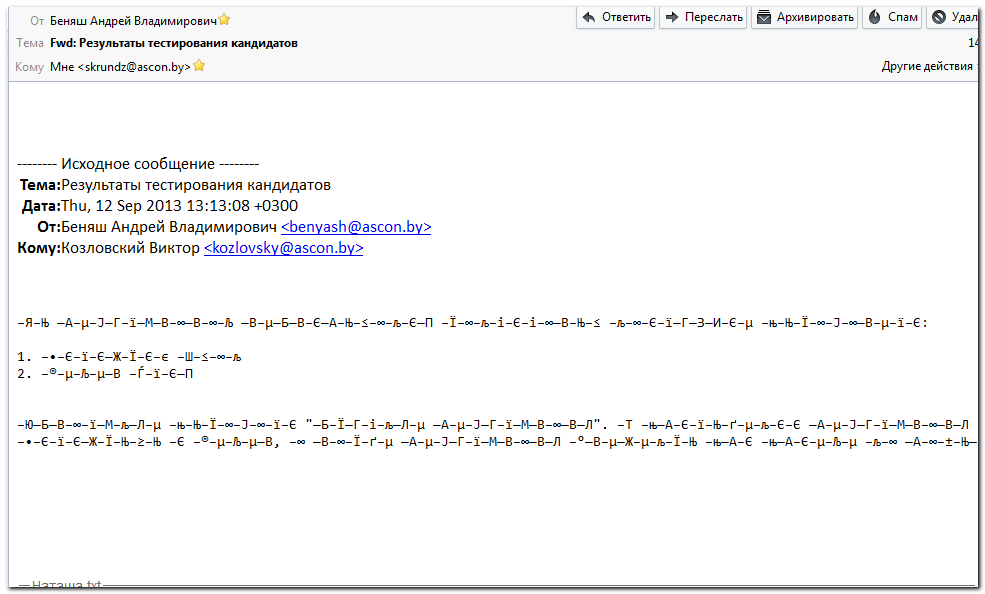 От Беняш Андрей Владимирович
Ответить Переслать Архивировать Спам Удал
Тема Fwd: Результаты тестирования кандидатов 14
Кому Мне <skrundz@ascon.by> Другие действия
-------- Исходное сообщение --------
Тема:Результаты тестирования кандидатов
Дата:Thu, 12 Sep 2013 13:13:08 +0300
От:Беняш Андрей Владимирович <benyash@ascon.by>
Кому:Козловский Виктор <kozlovsky@ascon.by>
–Я–Њ —А–µ–Ј—Г–ї—М—В–∞—В–∞–Љ —В–µ—Б—В–Є—А–Њ–≤–∞–љ–Є—П –Ї–∞–љ–і–Є–і–∞—В–Њ–≤ –љ–∞–Є–ї—Г—З—И–Є–µ –њ–Њ–Ї–∞–Ј–∞—В–µ–ї–Є:
1. –•–Є–ї–Є—Ж–Ї–Є–є –Ш–≤–∞–љ
2. –®–µ–Љ–µ—В –Ѓ–ї–Є—П
–Ю—Б—В–∞–ї—М–љ—Л–µ –њ–Њ–Ї–∞–Ј–∞–ї–Є "—Б–Ї—Г–і–љ—Л–µ —А–µ–Ј—Г–ї—М—В–∞—В—Л". –Т –њ—А–Є–ї–Њ–ґ–µ–љ–Є–Є —А–µ–Ј—Г–ї—М—В–∞—В—Л
–•–Є–ї–Є—Ж–Ї–Њ–≥–Њ –Є –®–µ–Љ–µ—В, –∞ —В–∞–Ї–ґ–µ —А–µ–Ј—Г–ї—М—В–∞—В—Л –º—В–µ—Ж–µ–љ–Ї–Њ –њ—А–Є –њ—А–Є–µ–Љ–µ –љ–∞ —А–∞–±–Њ—
Наташа.txt